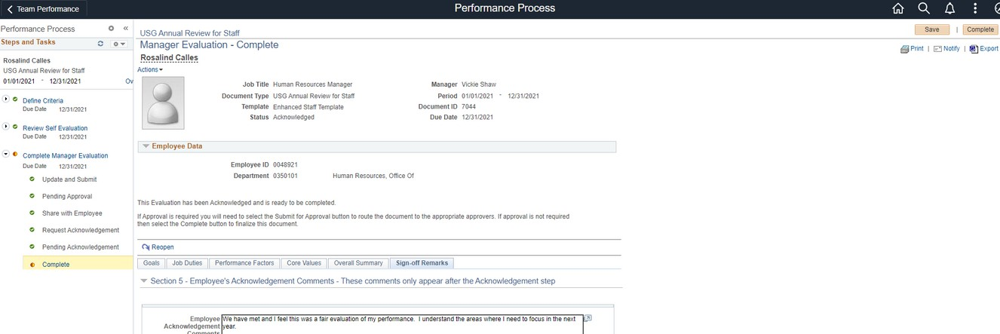 Team Performance
Performance Process
Performance Process
«
Steps and Tasks
Rosalind Calles
USG Annual Review for Staff
01/01/2021 - 12/31/2021 Ov
Define Criteria
Due Date 12/31/2021
Review Self Evaluation
Due Date 12/31/2021
Complete Manager Evaluation
Due Date 12/31/2021
Update and Submit
Pending Approval
Share with Employee
Request Acknowledgement
Pending Acknowledgement
Complete
USG Annual Review for Staff
Save | Complete
Manager Evaluation - Complete
Print | Notify | Export
Rosalind Calles
Actions
Job Title Human Resources Manager Manager Vickie Shaw
Document Type USG Annual Review for Staff Period 01/01/2021 - 12/31/2021
Template Enhanced Staff Template Document ID 7044
Status Acknowledged Due Date 12/31/2021
Employee Data
Employee ID 0048921
Department 0350101 Human Resources, Office Of
This Evaluation has been Acknowledged and is ready to be completed.
If Approval is required you will need to select the Submit for Approval button to route the document to the appropriate approvers. If approval is not required
then select the Complete button to finalize this document.
Reopen
Goals Job Duties Performance Factors Core Values Overall Summary Sign-off Remarks
Section 5 - Employee's Acknowledgement Comments - These comments only appear after the Acknowledgement step
Employee We have met and I feel this was a fair evaluation of my performance. I understand the areas where I need to focus in the next
Acknowledgement year.
Comments